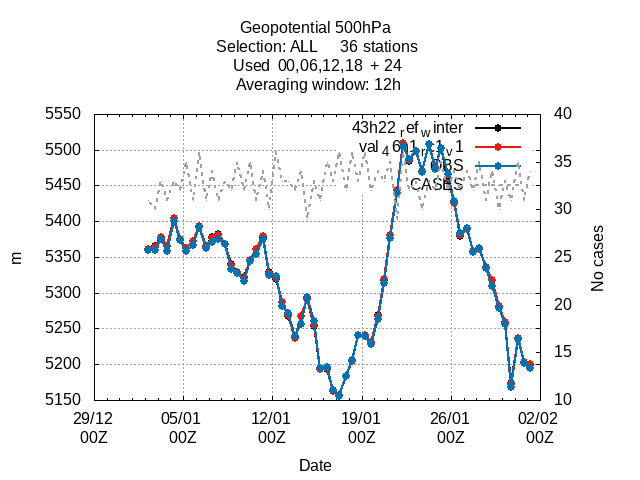 Geopotential 500hPa
Selection: ALL 36 stations
Used 00,06,12,18 + 24
Averaging window: 12h
5550
5500
5450
5400
5350
5300
5250
5200
5150
40
35
30
25
20
15
10
43h22ref winter
CASES
m
No cases
29/12 05/01 12/01 19/01 26/01 02/02
00Z 00Z 00Z 00Z 00Z 00Z
Date